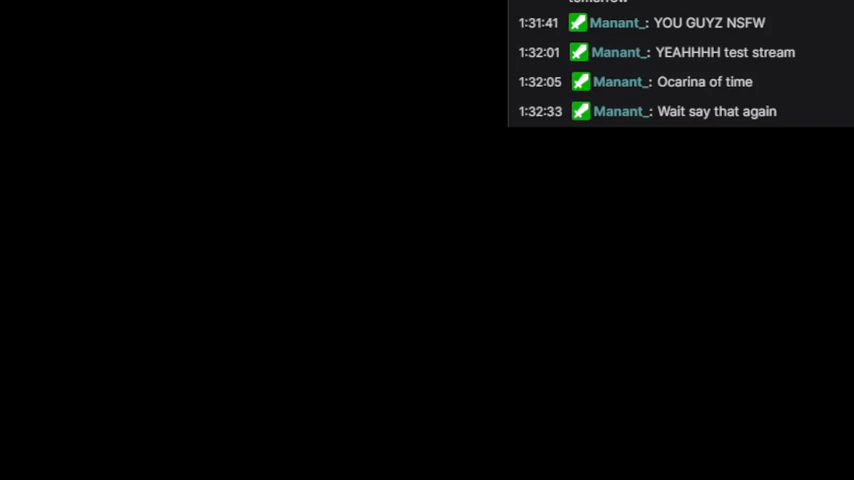 tomorrow
1:31:41 Manant_: YOU GUYZ NSFW
1:32:01 Manant_: YEAHHHH test stream
1:32:05 Manant_: Ocarina of time
1:32:33 Manant_: Wait say that again